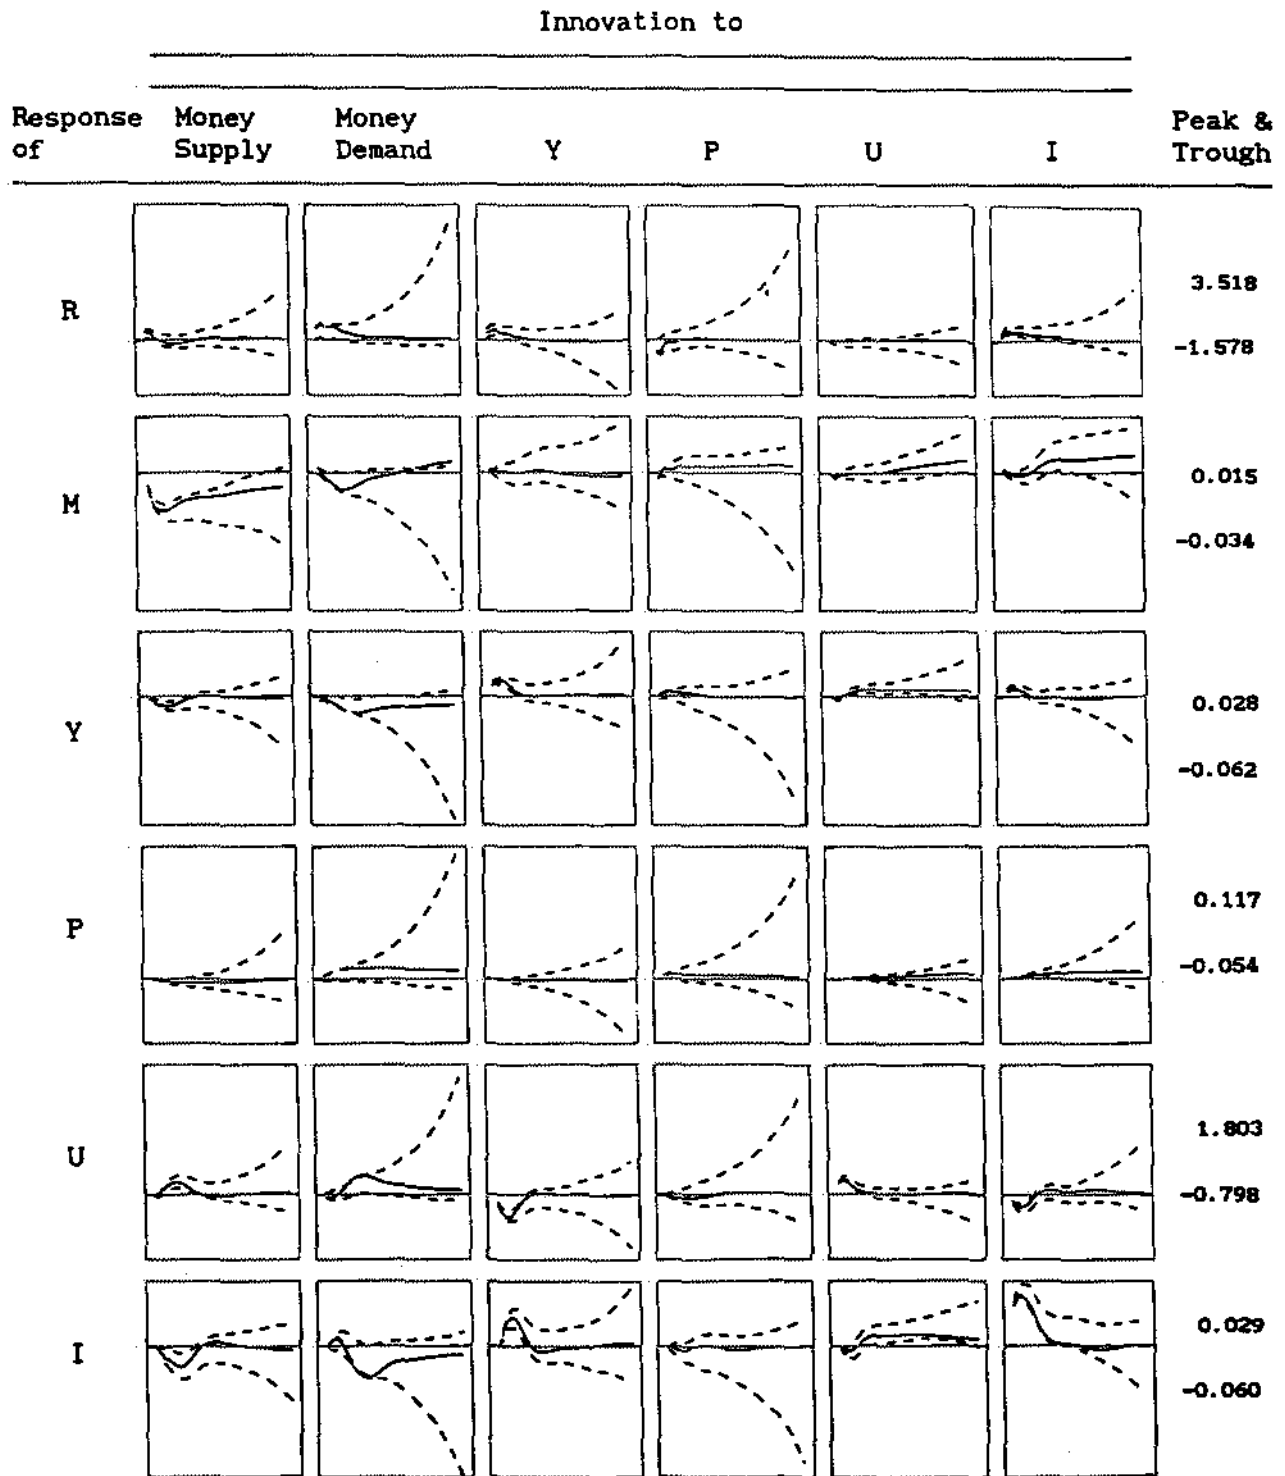 Innovation to
Response Money Money Peak &
of Supply Demand Y P U I Trough
3.518
R
-1.578
0.015
M
-0.034
0.028
Y
-0.062
0.117
P
-0.054
1.803
U
-0.798
0.029
I
-0.060